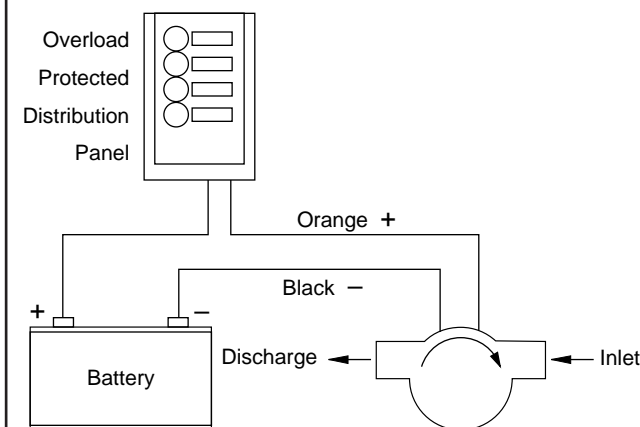 Overload
Protected
Distribution
Panel
Orange +
Black −
+ −
Battery
Discharge
Inlet